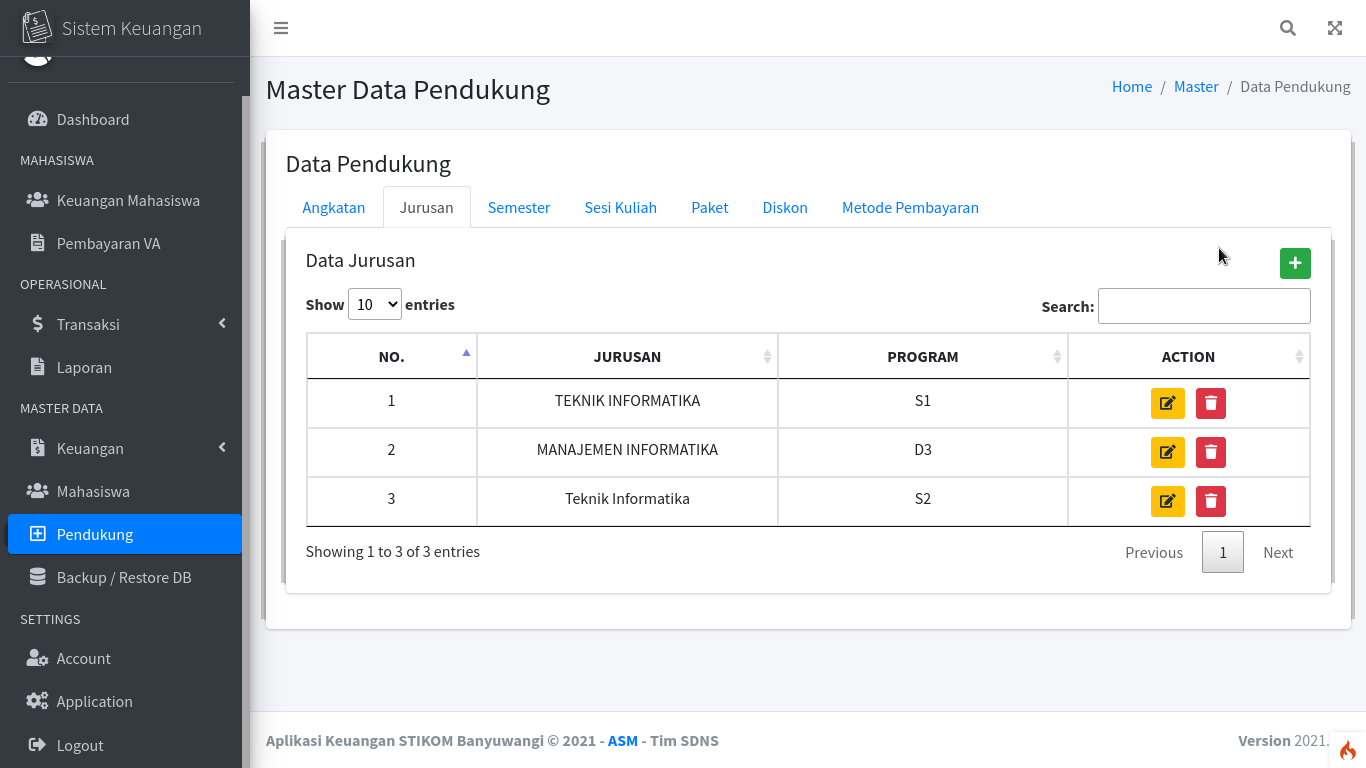 Sistem Keuangan
Dashboard
MAHASISWA
Keuangan Mahasiswa
Pembayaran VA
OPERASIONAL
Transaksi
Laporan
MASTER DATA
Keuangan
Mahasiswa
Pendukung
Backup / Restore DB
SETTINGS
Account
Application
Logout
Master Data Pendukung
Home / Master / Data Pendukung
Data Pendukung
Angkatan Jurusan Semester Sesi Kuliah Paket Diskon Metode Pembayaran
Data Jurusan
Show 10 entries Search:
NO. JURUSAN PROGRAM ACTION
1 TEKNIK INFORMATIKA S1
2 MANAJEMEN INFORMATIKA D3
3 Teknik Informatika S2
Showing 1 to 3 of 3 entries Previous 1 Next
Aplikasi Keuangan STIKOM Banyuwangi © 2021 - ASM - Tim SDNS Version 2021.